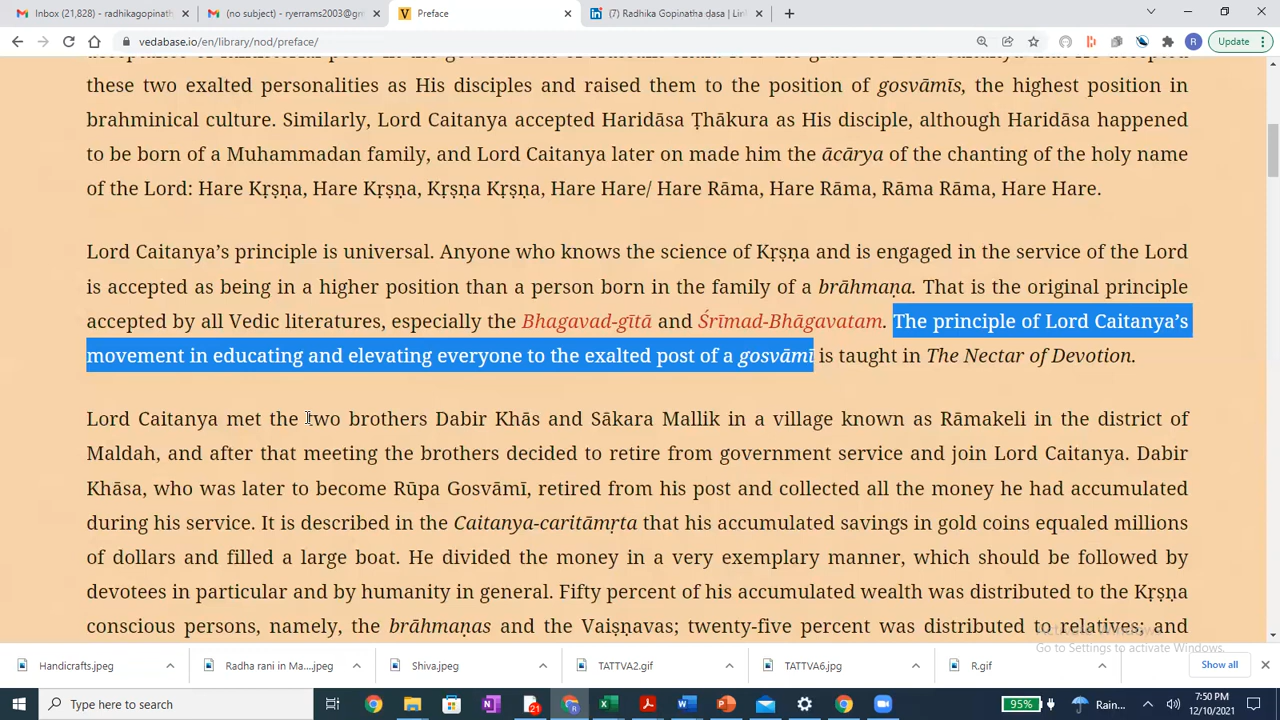 Inbox (21,828) - radhikagopinath
(no subject) - ryerrams2003@gm
Preface
(7) Radhika Gopinatha dasa | Lin
vedabase.io/en/library/nod/preface/
R
Update
these two exalted personalities as His disciples and raised them to the position of gosvāmīs, the highest position in
brahminical culture. Similarly, Lord Caitanya accepted Haridāsa Ṭhākura as His disciple, although Haridāsa happened
to be born of a Muhammadan family, and Lord Caitanya later on made him the ācārya of the chanting of the holy name
of the Lord: Hare Kṛṣṇa, Hare Kṛṣṇa, Kṛṣṇa Kṛṣṇa, Hare Hare/ Hare Rāma, Hare Rāma, Rāma Rāma, Hare Hare.
Lord Caitanya’s principle is universal. Anyone who knows the science of Kṛṣṇa and is engaged in the service of the Lord
is accepted as being in a higher position than a person born in the family of a brāhmaṇa. That is the original principle
accepted by all Vedic literatures, especially the Bhagavad-gītā and Śrīmad-Bhāgavatam. The principle of Lord Caitanya’s
movement in educating and elevating everyone to the exalted post of a gosvāmī is taught in The Nectar of Devotion.
Lord Caitanya met the two brothers Dabir Khās and Sākara Mallik in a village known as Rāmakeli in the district of
Maldah, and after that meeting the brothers decided to retire from government service and join Lord Caitanya. Dabir
Khāsa, who was later to become Rūpa Gosvāmī, retired from his post and collected all the money he had accumulated
during his service. It is described in the Caitanya-caritāmṛta that his accumulated savings in gold coins equaled millions
of dollars and filled a large boat. He divided the money in a very exemplary manner, which should be followed by
devotees in particular and by humanity in general. Fifty percent of his accumulated wealth was distributed to the Kṛṣṇa
conscious persons, namely, the brāhmaṇas and the Vaiṣṇavas; twenty-five percent was distributed to relatives; and
Activate Windows
Go to Settings to activate Windows.
Handicrafts.jpeg
Radha rani in Ma....jpeg
Shiva.jpeg
TATTVA2.gif
TATTVA6.jpg
R.gif
Show all
Type here to search
21
95%
Rain...
7:50 PM
12/10/2021